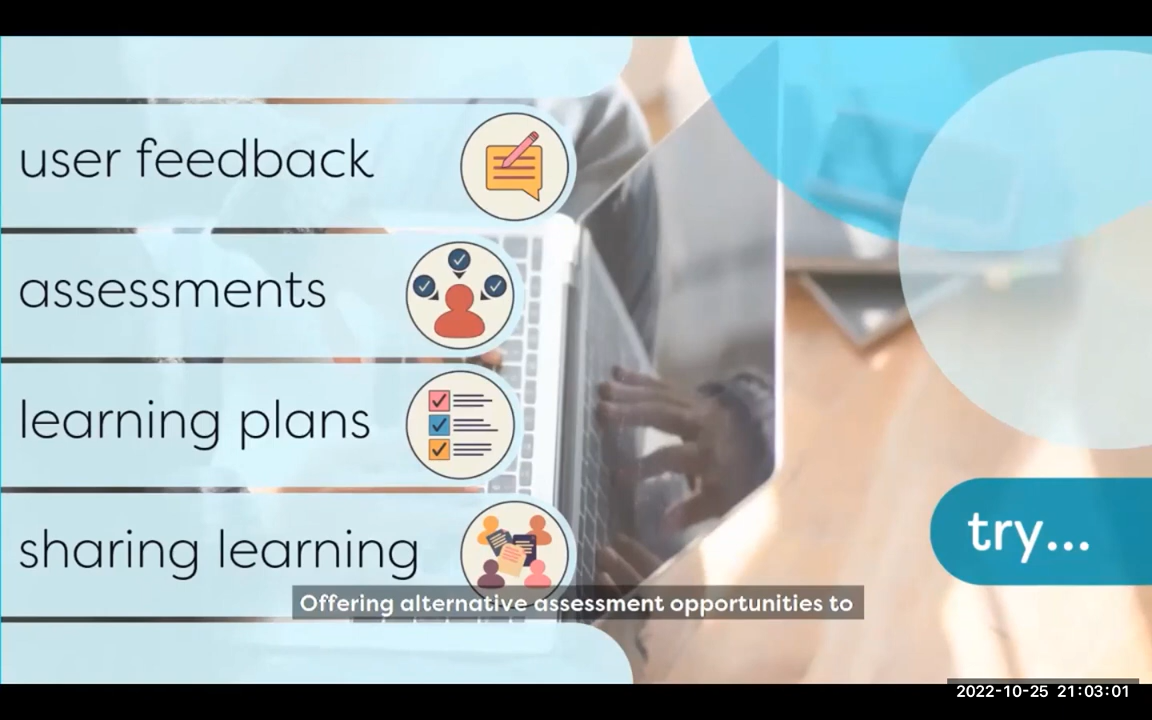 user feedback
assessments
learning plans
sharing learning
try...
Offering alternative assessment opportunities to
2022-10-25 21:03:01